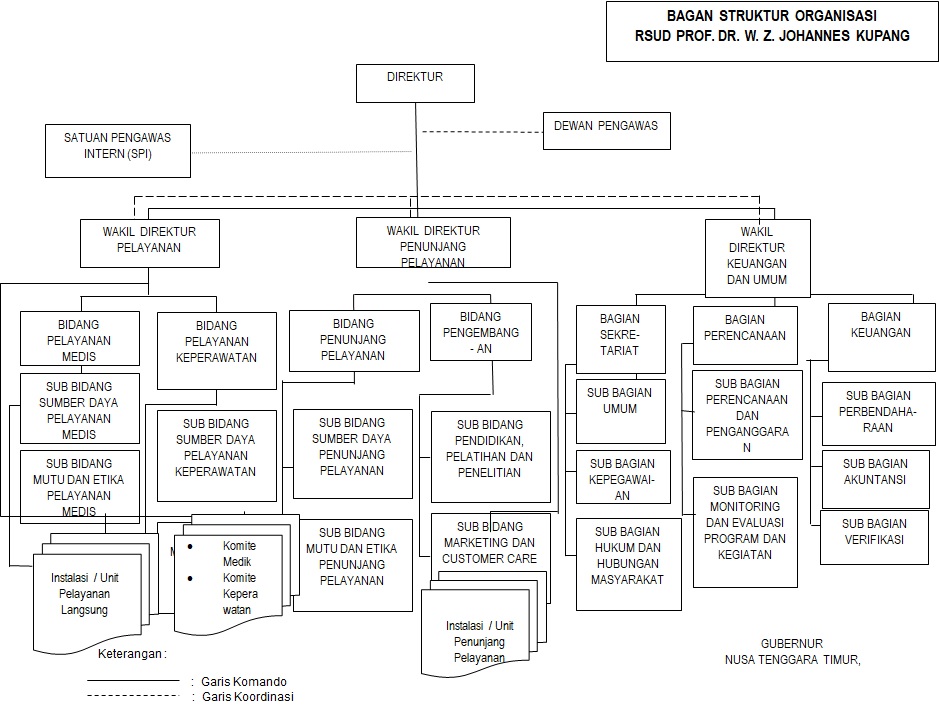 BAGAN STRUKTUR ORGANISASI
RSUD PROF. DR. W. Z. JOHANNES KUPANG
DIREKTUR
DEWAN PENGAWAS
SATUAN PENGAWAS
INTERN (SPI)
WAKIL DIREKTUR
PELAYANAN
WAKIL DIREKTUR
PENUNJANG
PELAYANAN
WAKIL
DIREKTUR
KEUANGAN
DAN UMUM
BIDANG
PELAYANAN
MEDIS
BIDANG
PELAYANAN
KEPERAWATAN
BIDANG
PENUNJANG
PELAYANAN
BIDANG
PENGEMBANG
- AN
BAGIAN
SEKRE-
TARIAT
BAGIAN
PERENCANAAN
BAGIAN
KEUANGAN
SUB BIDANG
SUMBER DAYA
PELAYANAN
MEDIS
SUB BIDANG
SUMBER DAYA
PELAYANAN
KEPERAWATAN
SUB BIDANG
SUMBER DAYA
PENUNJANG
PELAYANAN
SUB BIDANG
PENDIDIKAN,
PELATIHAN DAN
PENELITIAN
SUB BAGIAN
UMUM
SUB BAGIAN
PERENCANAAN
DAN
PENGANGGARA
N
SUB BAGIAN
PERBENDAHA-
RAAN
SUB BIDANG
MUTU DAN ETIKA
PELAYANAN
MEDIS
M
SUB BIDANG
MUTU DAN ETIKA
PENUNJANG
PELAYANAN
SUB BIDANG
MARKETING DAN
CUSTOMER CARE
SUB BAGIAN
KEPEGAWAI-
AN
SUB BAGIAN
MONITORING
DAN EVALUASI
PROGRAM DAN
KEGIATAN
SUB BAGIAN
AKUNTANSI
SUB BAGIAN
HUKUM DAN
HUBUNGAN
MASYARAKAT
SUB BAGIAN
VERIFIKASI
Instalasi / Unit
Pelayanan
Langsung
• Komite
Medik
• Komite
Kepera
watan
Instalasi / Unit
Penunjang
Pelayanan
Keterangan :
: Garis Komando
: Garis Koordinasi
GUBERNUR
NUSA TENGGARA TIMUR,